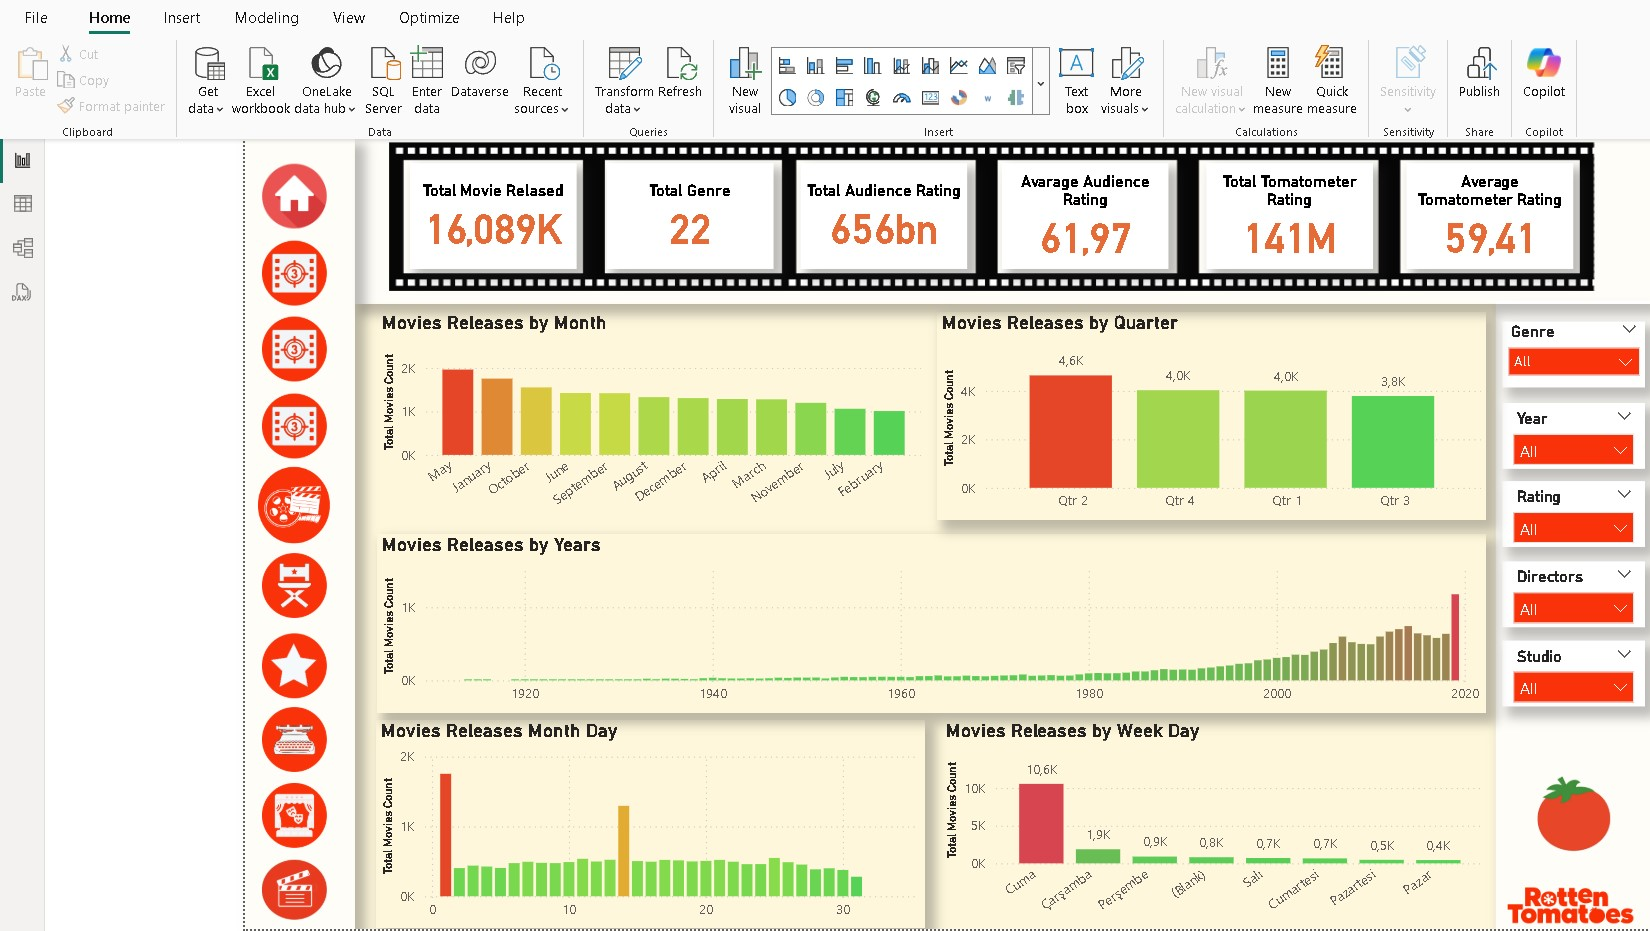 File Home Insert Modeling View Optimize Help
Paste
Cut
Copy
Format painter
Clipboard
Get data
Excel workbook
OneLake data hub
SQL Server
Enter data
Dataverse
Recent sources
Data
Transform data
Refresh
Queries
New visual
Insert
Text box
More visuals
New visual calculation
New measure
Quick measure
Calculations
Sensitivity
Sensitivity
Publish
Share
Copilot
Copilot
Total Movie Relased
16,089K
Total Genre
22
Total Audience Rating
656bn
Avarage Audience
Rating
61,97
Total Tomatometer
Rating
141M
Average
Tomatometer Rating
59,41
Movies Releases by Month
Total Movies Count
2K
1K
0K
May January October June September August December April March November July February
Movies Releases by Quarter
Total Movies Count
4K
2K
0K
4,6K 4,0K 4,0K 3,8K
Qtr 2 Qtr 4 Qtr 1 Qtr 3
Movies Releases by Years
Total Movies Count
1K
0K
1920 1940 1960 1980 2000 2020
Movies Releases Month Day
Total Movies Count
2K
1K
0K
0 10 20 30
Movies Releases by Week Day
Total Movies Count
10K
5K
0K
10,6K 1,9K 0,9K 0,8K 0,7K 0,7K 0,5K 0,4K
Cuma Çarşamba Perşembe (Blank) Salı Cumartesi Pazartesi Pazar
Genre
All
Year
All
Rating
All
Directors
All
Studio
All
Rotten
Tomatoes
3
3
3
DAX
123
A